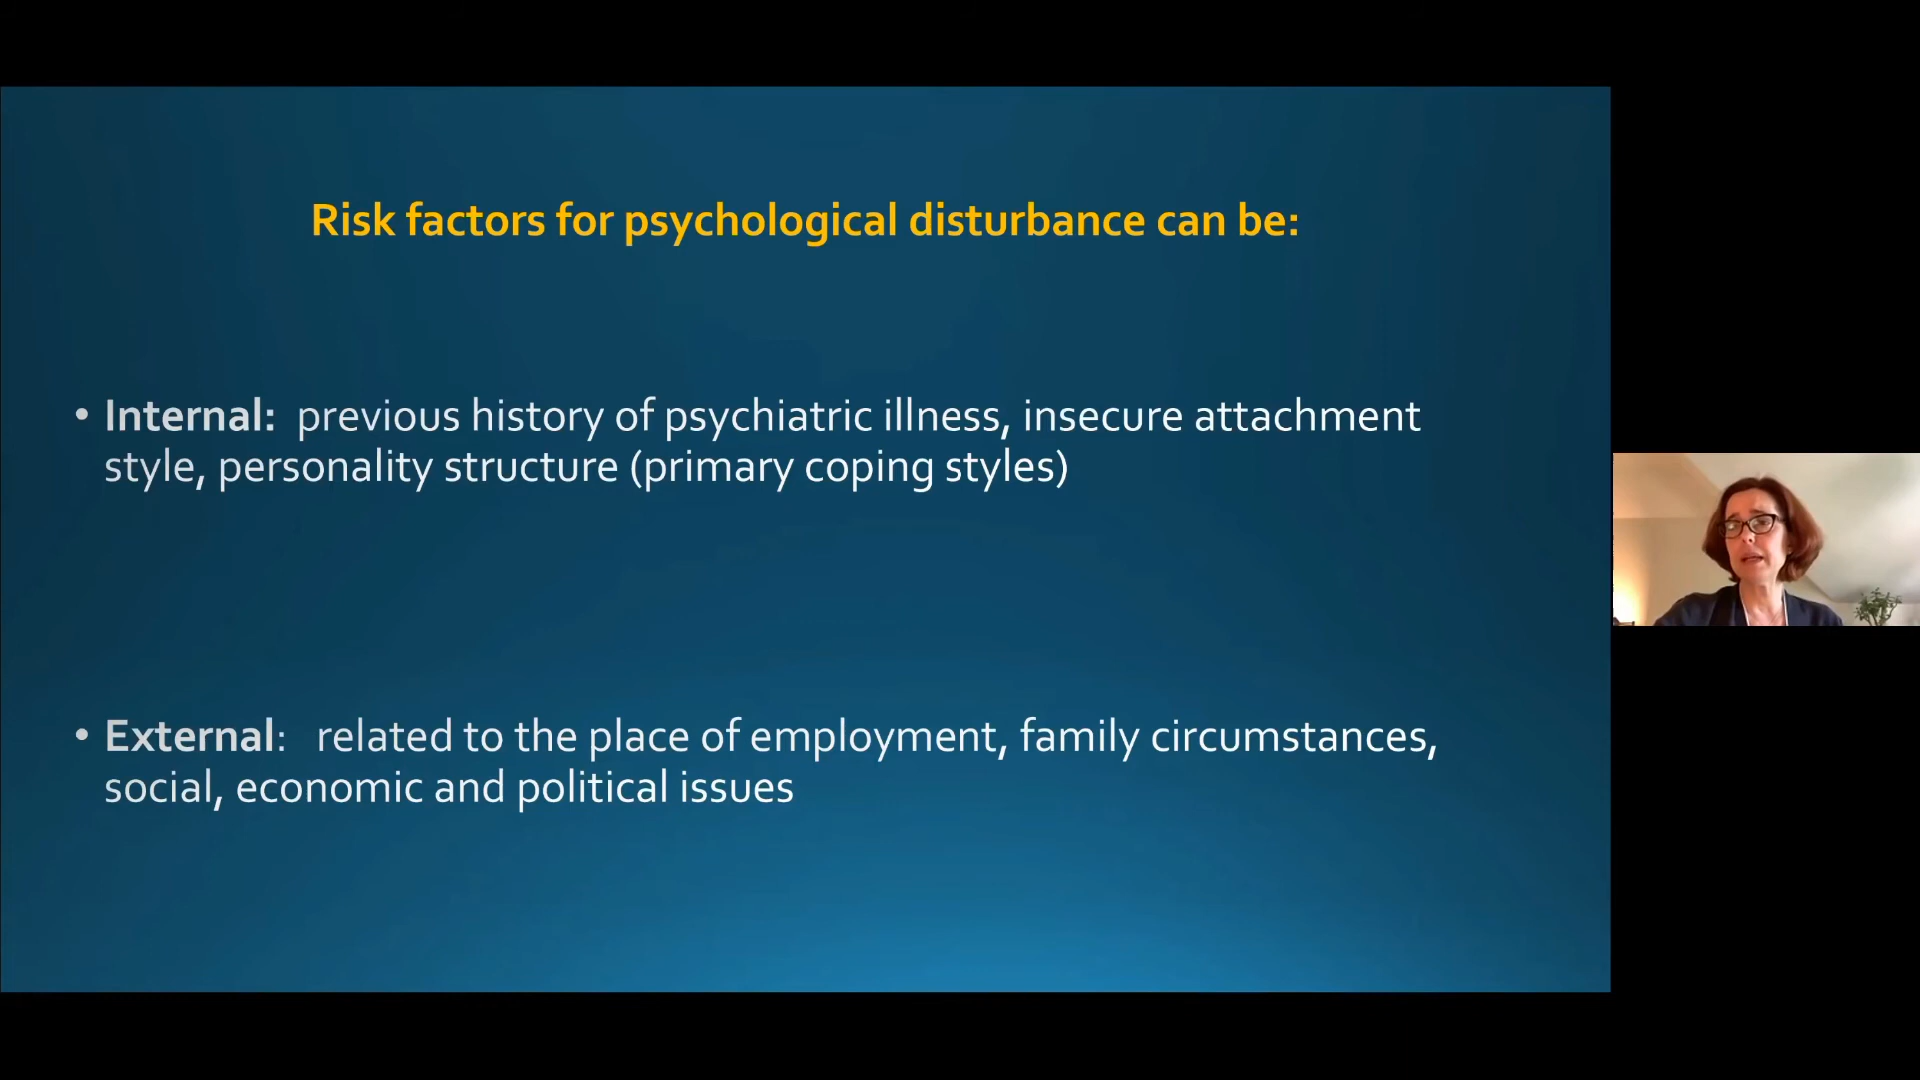 Risk factors for psychological disturbance can be:
• Internal:  previous history of psychiatric illness, insecure attachment
style, personality structure (primary coping styles)
• External:   related to the place of employment, family circumstances,
social, economic and political issues